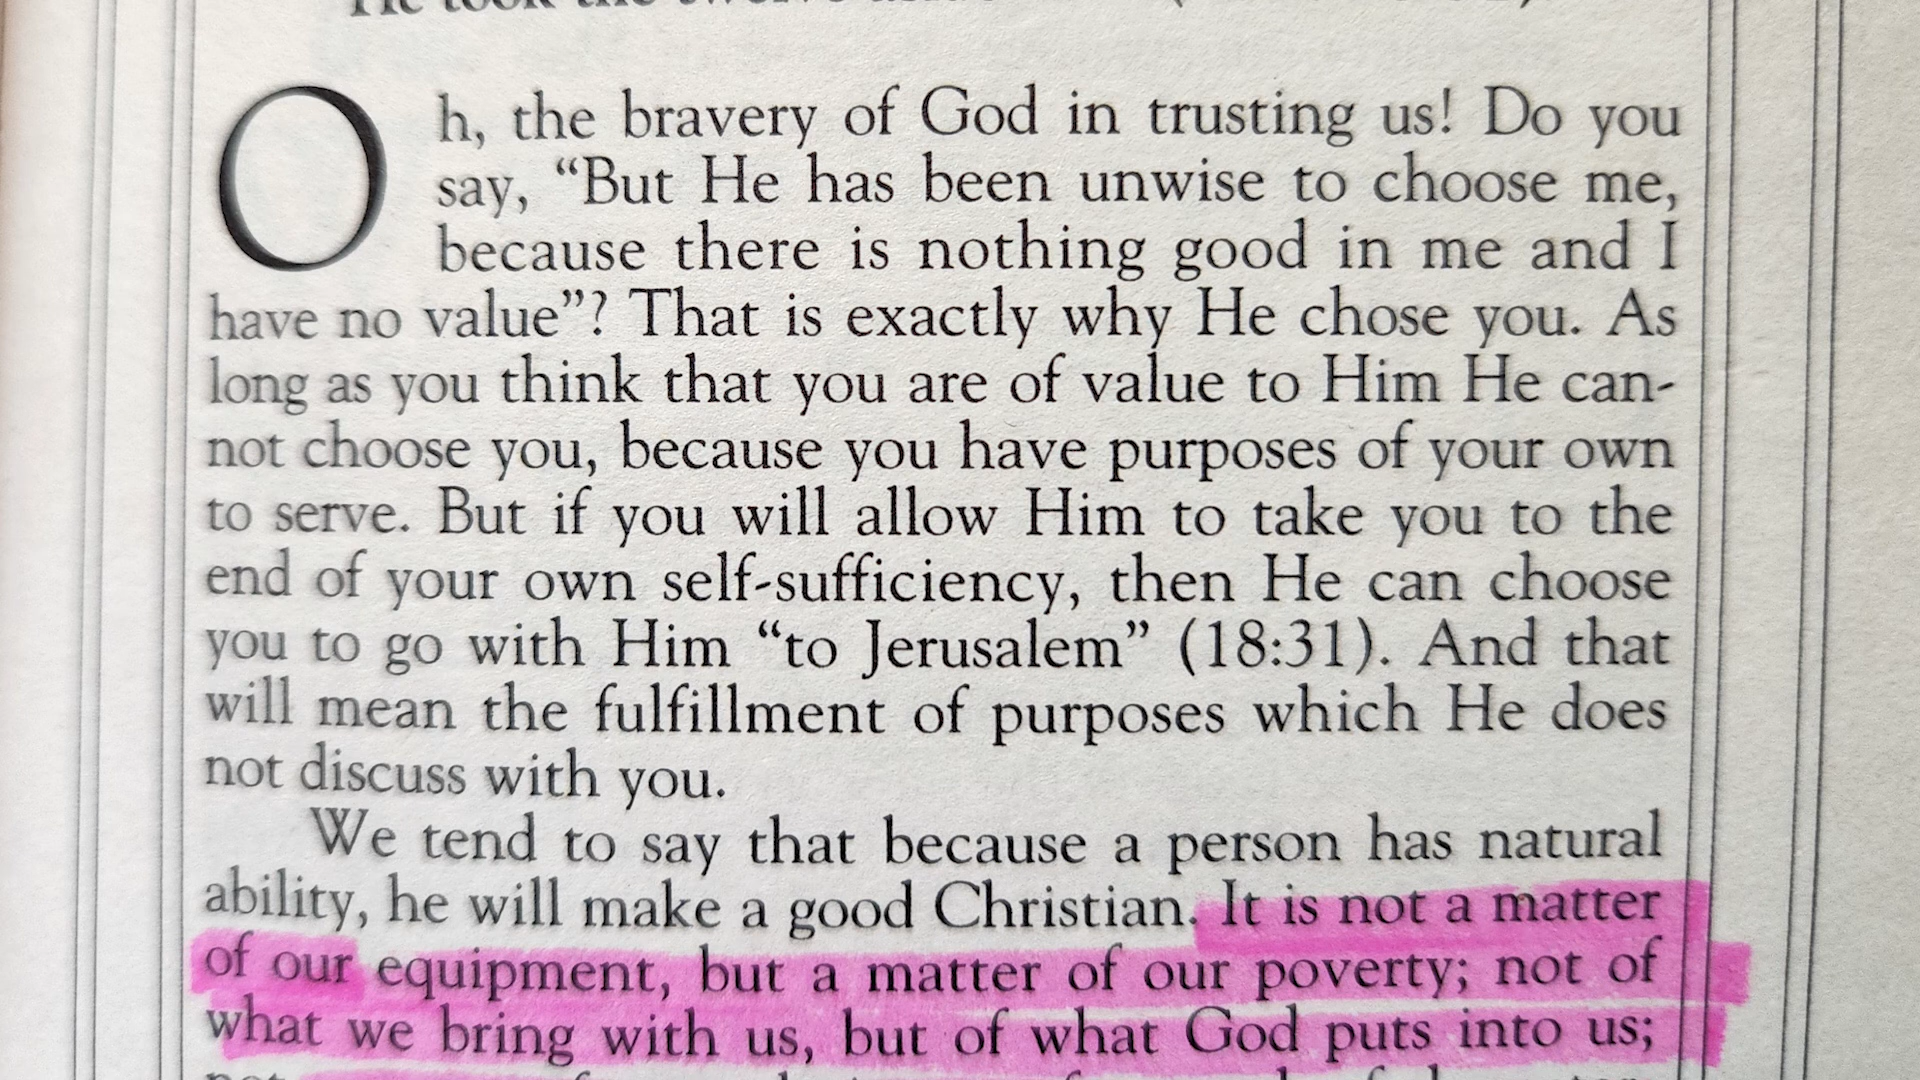 He took the twelve aside
Oh, the bravery of God in trusting us! Do you
say, “But He has been unwise to choose me,
because there is nothing good in me and I
have no value”? That is exactly why He chose you. As
long as you think that you are of value to Him He can-
not choose you, because you have purposes of your own
to serve. But if you will allow Him to take you to the
end of your own self-sufficiency, then He can choose
you to go with Him “to Jerusalem” (18:31). And that
will mean the fulfillment of purposes which He does
not discuss with you.
We tend to say that because a person has natural
ability, he will make a good Christian. It is not a matter
of our equipment, but a matter of our poverty; not of
what we bring with us, but of what God puts into us;